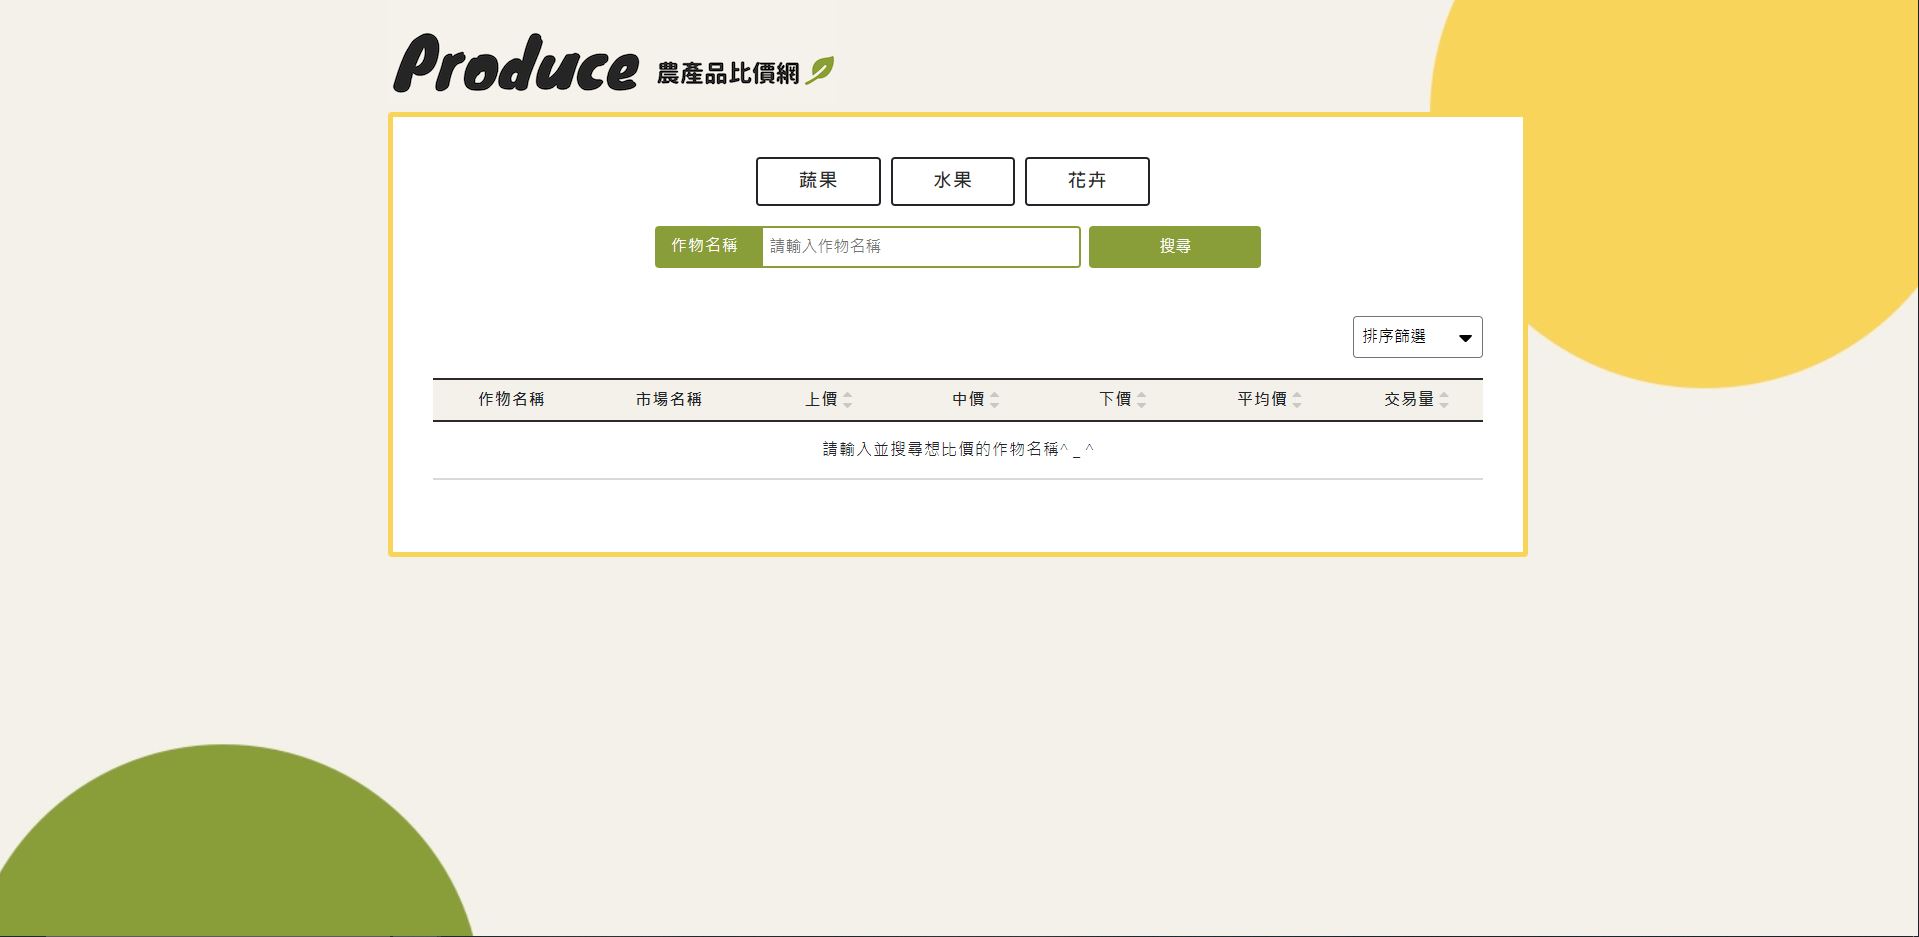 Produce 農產品比價網
蔬果 水果 花卉
作物名稱 請輸入作物名稱 搜尋
排序篩選
作物名稱 市場名稱 上價 中價 下價 平均價 交易量
請輸入並搜尋想比價的作物名稱^_^